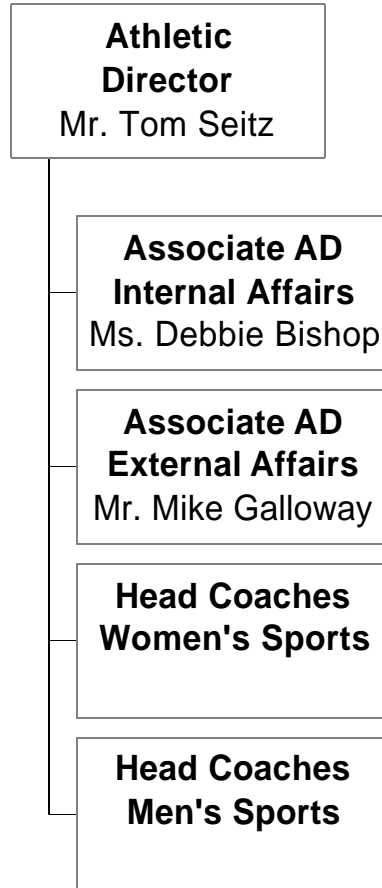 Athletic
Director
Mr. Tom Seitz
Associate AD
Internal Affairs
Ms. Debbie Bishop
Associate AD
External Affairs
Mr. Mike Galloway
Head Coaches
Women's Sports
Head Coaches
Men's Sports